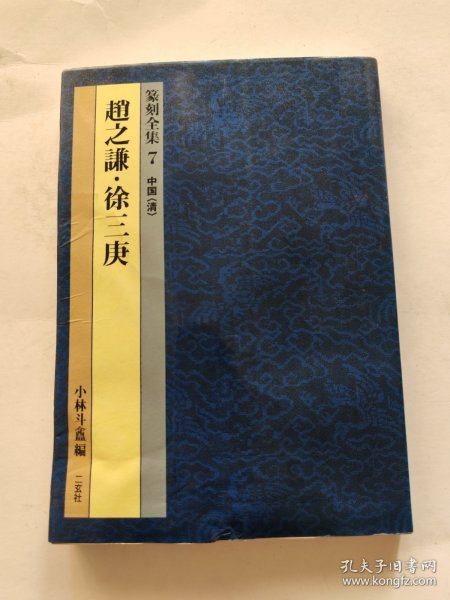 篆刻全集 7 中国〈清〉
趙之謙・徐三庚
小林斗盦編 二玄社
孔夫子旧书网
www.kongfz.com